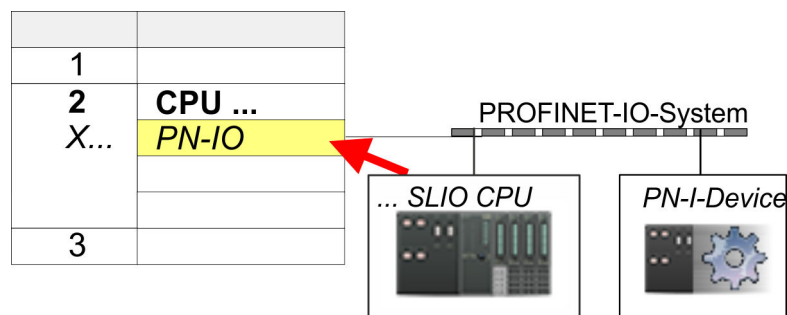 1
2 CPU ...
X... PN-IO
3
PROFINET-IO-System
... SLIO CPU
PN-I-Device